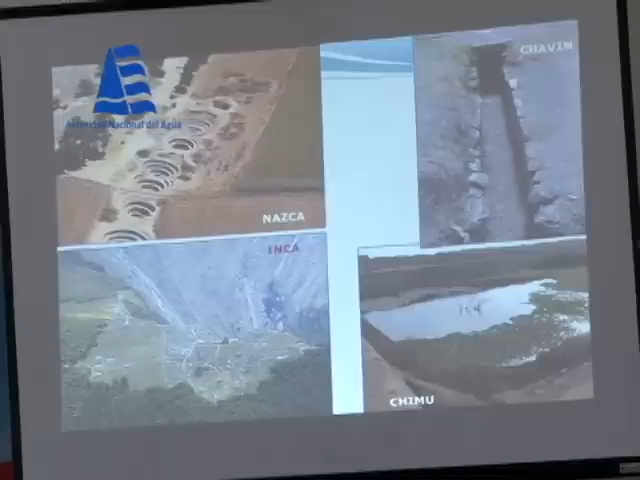 Autoridad Nacional del Agua
CHAVIN
NAZCA
INCA
CHIMU